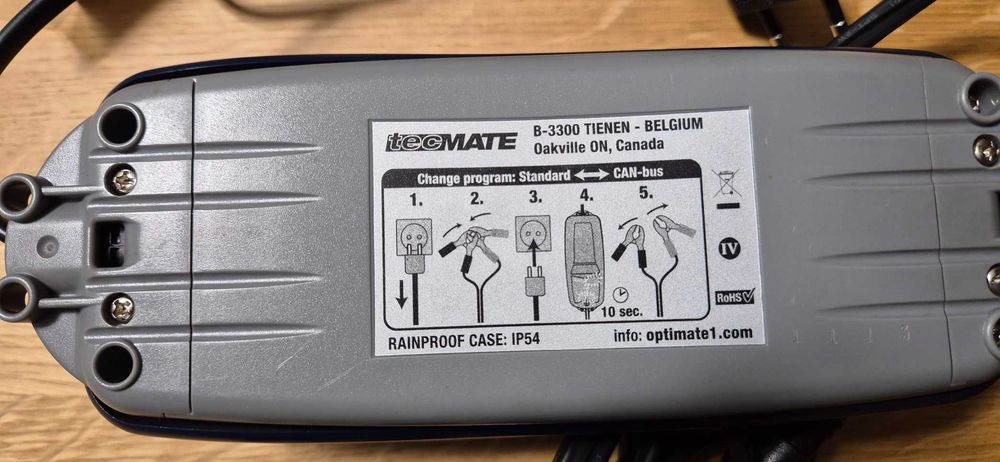 tecMATE
B-3300 TIENEN - BELGIUM
Oakville ON, Canada
Change program: Standard ⟷ CAN-bus
1. 2. 3. 4. 5.
10 sec.
IV
RoHS
RAINPROOF CASE: IP54
info: optimate1.com